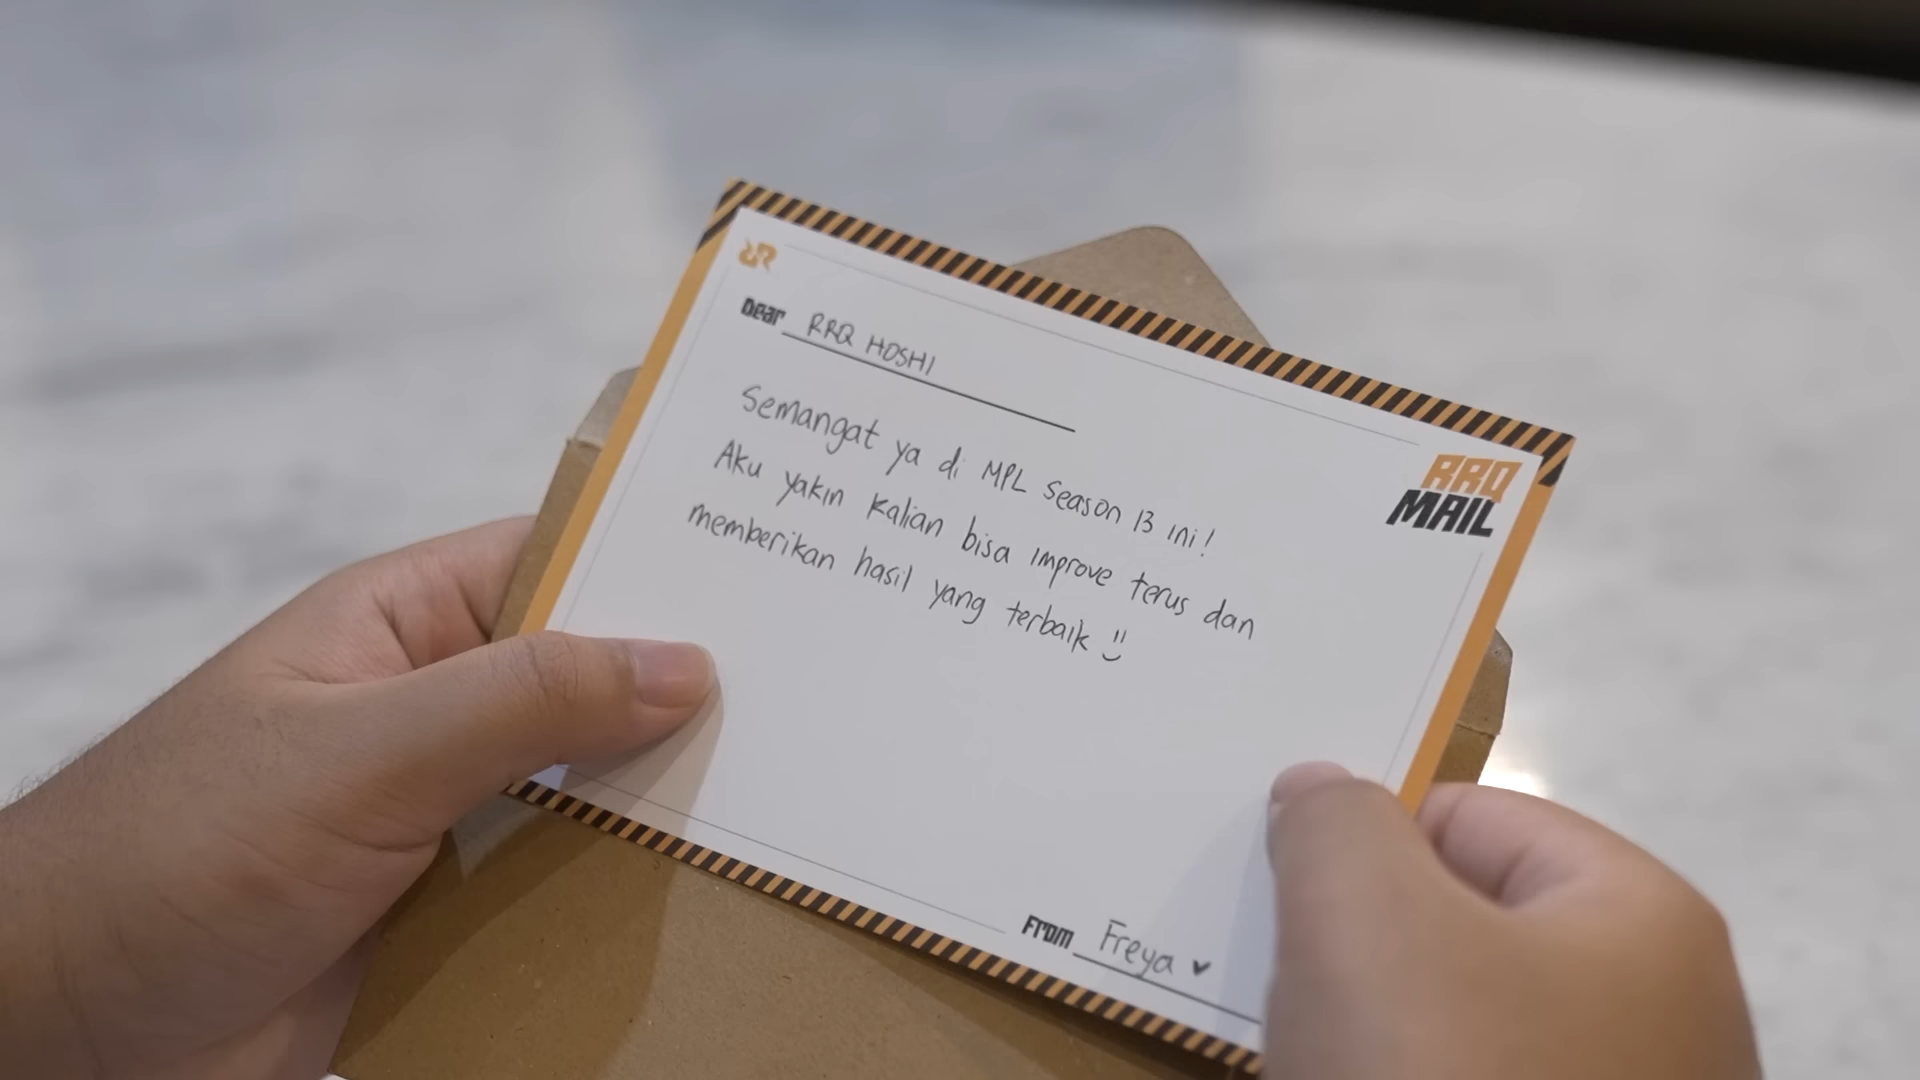 Dear RRQ HOSHI
Semangat ya di MPL Season 13 ini!
Aku yakin kalian bisa improve terus dan
memberikan hasil yang terbaik
RRQ
MAIL
From Freya